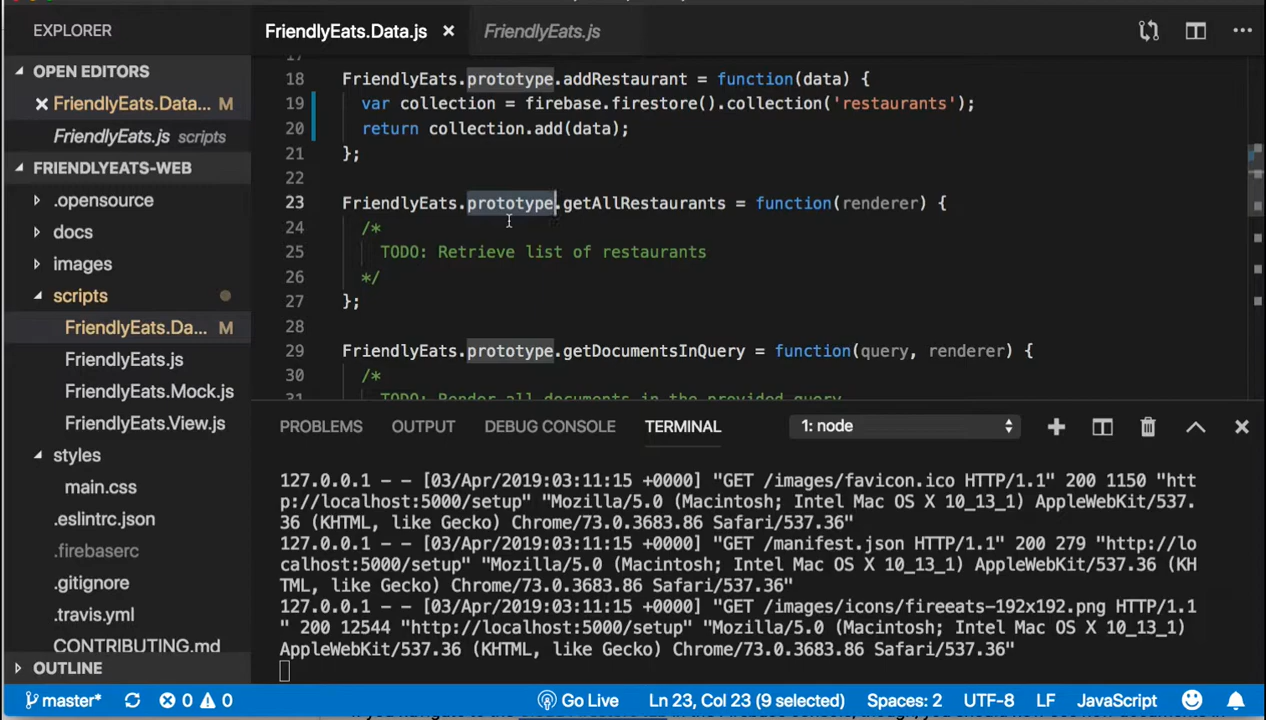 EXPLORER
OPEN EDITORS
FriendlyEats.Data... M
FriendlyEats.js scripts
FRIENDLYEATS-WEB
.opensource
docs
images
scripts
FriendlyEats.Da... M
FriendlyEats.js
FriendlyEats.Mock.js
FriendlyEats.View.js
styles
main.css
.eslintrc.json
.firebaserc
.gitignore
.travis.yml
CONTRIBUTING.md
OUTLINE
FriendlyEats.Data.js FriendlyEats.js
17
18 FriendlyEats.prototype.addRestaurant = function(data) {
19 var collection = firebase.firestore().collection('restaurants');
20 return collection.add(data);
21 };
22
23 FriendlyEats.prototype.getAllRestaurants = function(renderer) {
24 /*
25 TODO: Retrieve list of restaurants
26 */
27 };
28
29 FriendlyEats.prototype.getDocumentsInQuery = function(query, renderer) {
30 /*
31 TODO: Render all documents in the provided query
PROBLEMS OUTPUT DEBUG CONSOLE TERMINAL 1: node
127.0.0.1 - - [03/Apr/2019:03:11:15 +0000] "GET /images/favicon.ico HTTP/1.1" 200 1150 "htt
p://localhost:5000/setup" "Mozilla/5.0 (Macintosh; Intel Mac OS X 10_13_1) AppleWebKit/537.
36 (KHTML, like Gecko) Chrome/73.0.3683.86 Safari/537.36"
127.0.0.1 - - [03/Apr/2019:03:11:15 +0000] "GET /manifest.json HTTP/1.1" 200 279 "http://lo
calhost:5000/setup" "Mozilla/5.0 (Macintosh; Intel Mac OS X 10_13_1) AppleWebKit/537.36 (KH
TML, like Gecko) Chrome/73.0.3683.86 Safari/537.36"
127.0.0.1 - - [03/Apr/2019:03:11:15 +0000] "GET /images/icons/fireeats-192x192.png HTTP/1.1
" 200 12544 "http://localhost:5000/setup" "Mozilla/5.0 (Macintosh; Intel Mac OS X 10_13_1)
AppleWebKit/537.36 (KHTML, like Gecko) Chrome/73.0.3683.86 Safari/537.36"
master* 0 0 Go Live Ln 23, Col 23 (9 selected) Spaces: 2 UTF-8 LF JavaScript